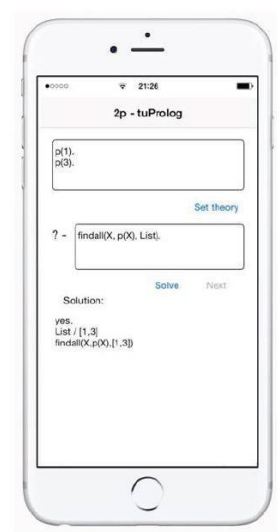 21:26
2p - tuProlog
p(1).
p(3).
Set theory
? - findall(X, p(X), List).
Solve Next
Solution:
yes.
List / [1,3]
findall(X,p(X),[1,3])